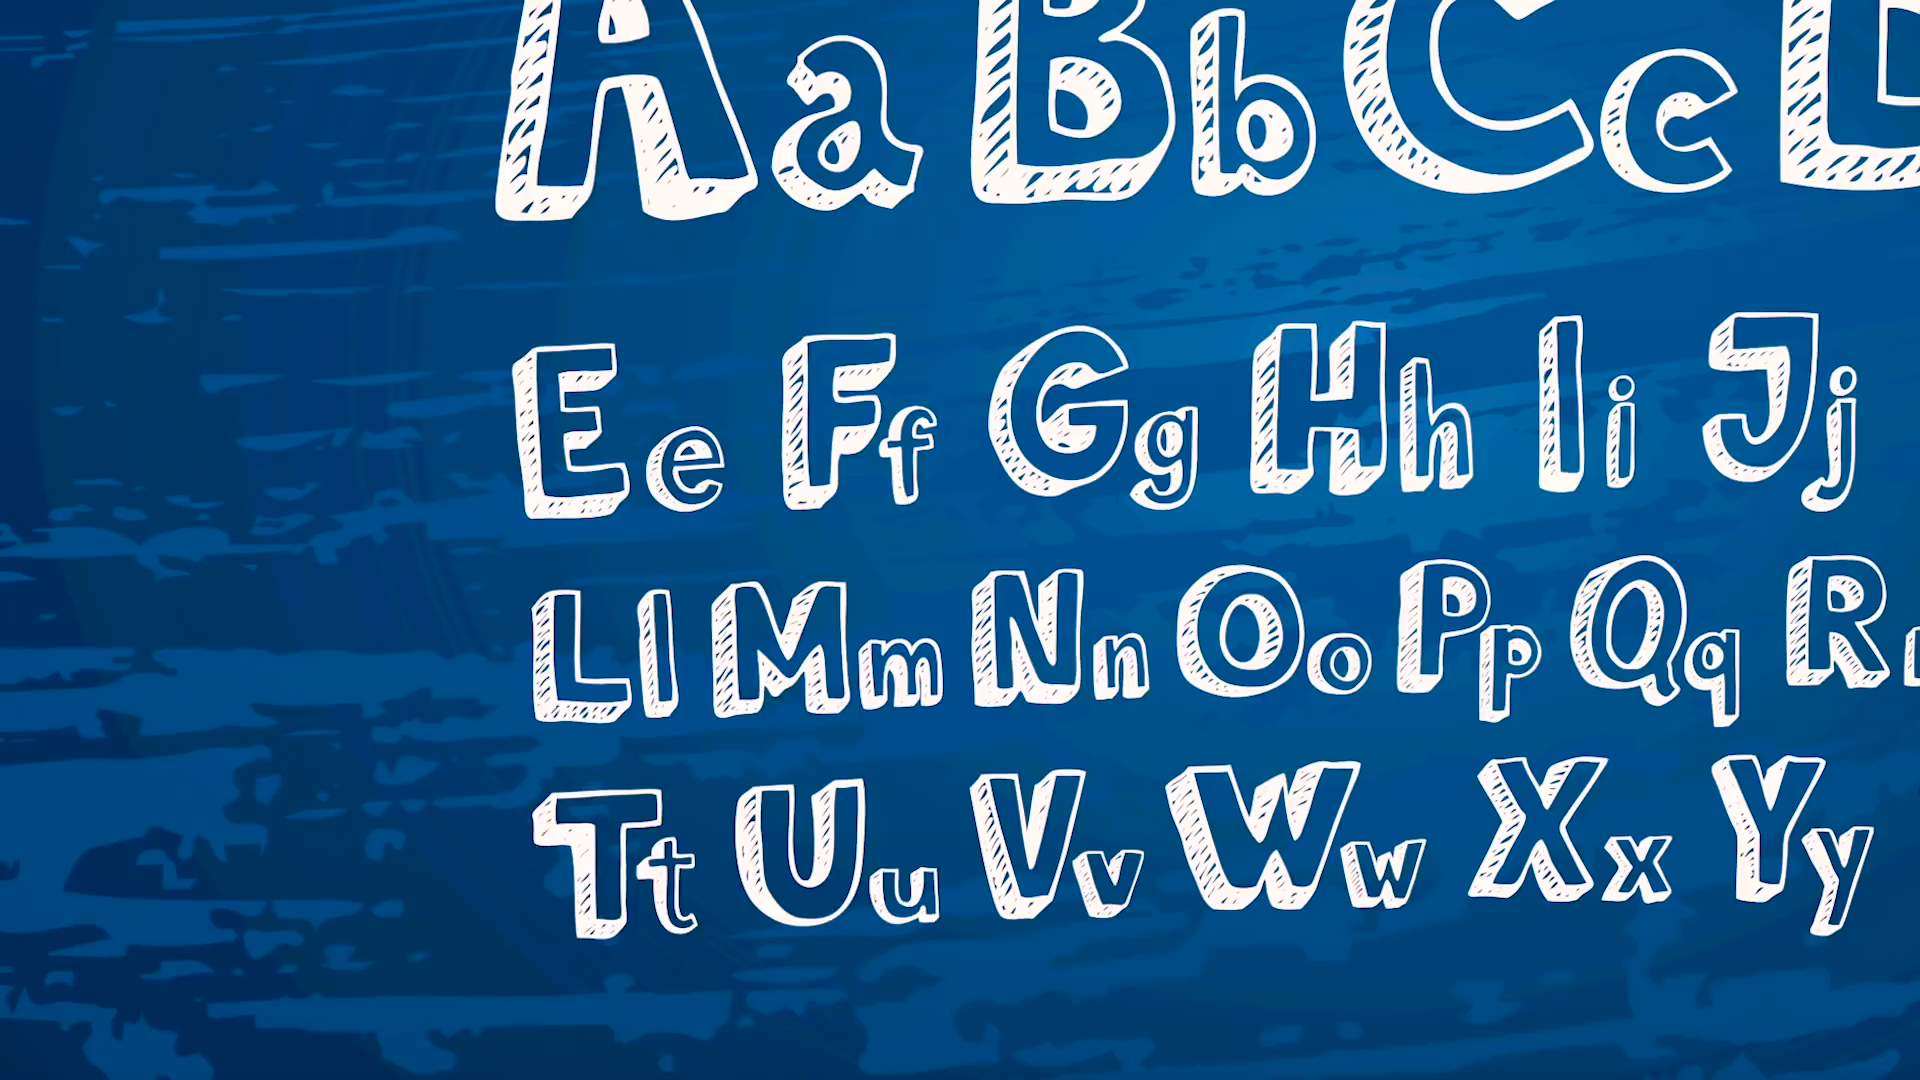 Aa Bb Cc D
Ee Ff Gg Hh Ii Jj
Ll Mm Nn Oo Pp Qq R
Tt Uu Vv Ww Xx Yy